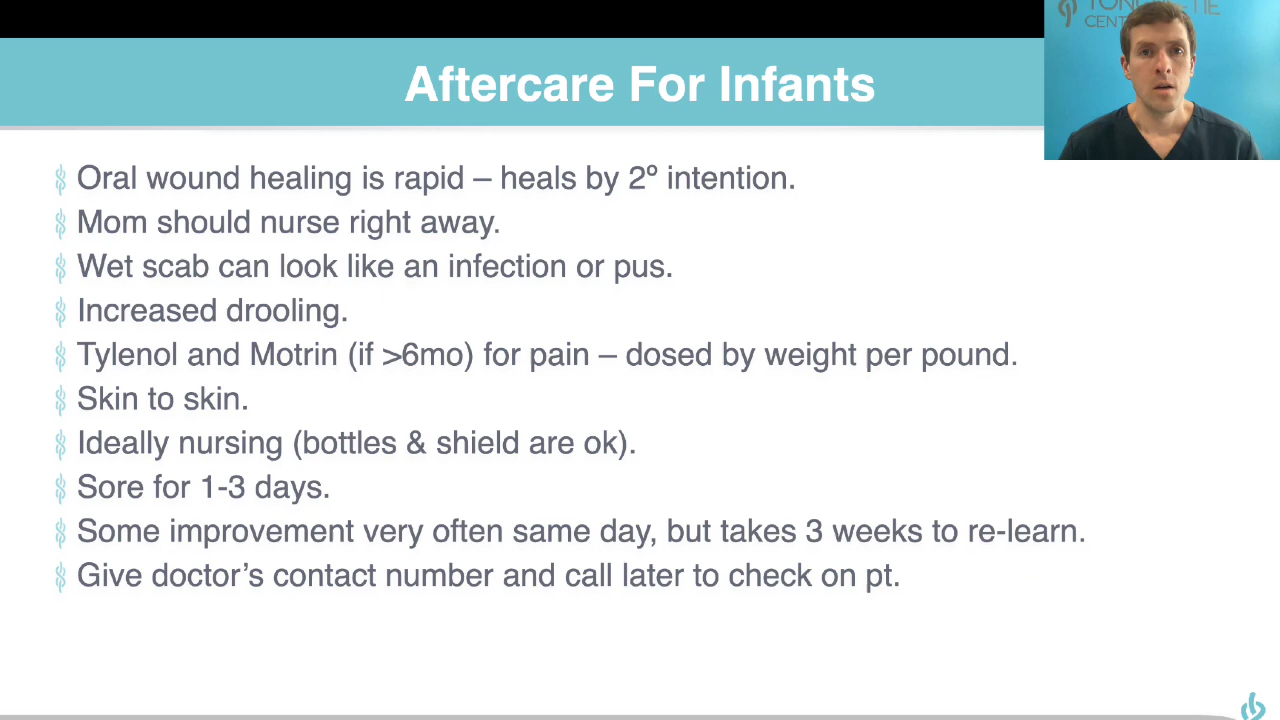 Aftercare For Infants
Oral wound healing is rapid – heals by 2º intention.
Mom should nurse right away.
Wet scab can look like an infection or pus.
Increased drooling.
Tylenol and Motrin (if >6mo) for pain – dosed by weight per pound.
Skin to skin.
Ideally nursing (bottles & shield are ok).
Sore for 1-3 days.
Some improvement very often same day, but takes 3 weeks to re-learn.
Give doctor’s contact number and call later to check on pt.